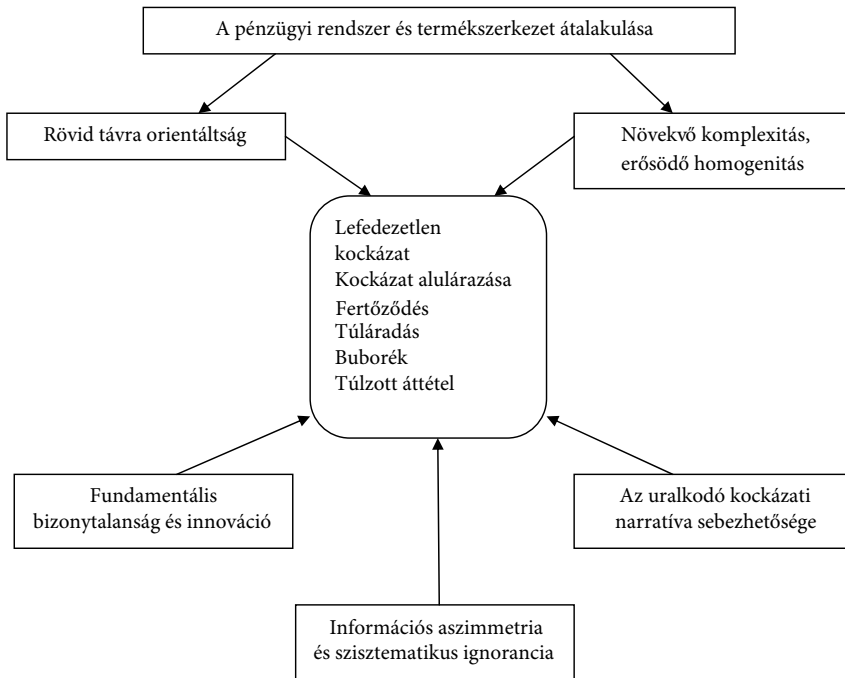 A pénzügyi rendszer és termékszerkezet átalakulása
Rövid távra orientáltság
Növekvő komplexitás,
erősödő homogenitás
Lefedezetlen
kockázat
Kockázat alulárazása
Fertőződés
Túláradás
Buborék
Túlzott áttétel
Fundamentális
bizonytalanság és innováció
Az uralkodó kockázati
narratíva sebezhetősége
Információs aszimmetria
és szisztematikus ignorancia